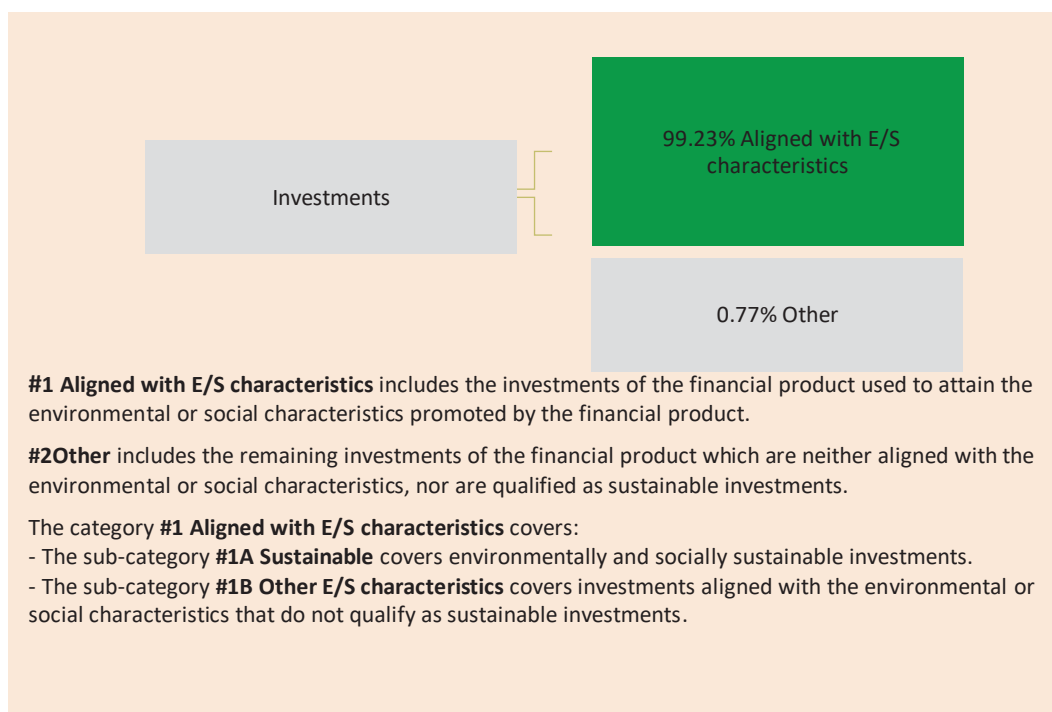 99.23% Aligned with E/S
characteristics
Investments
0.77% Other
#1 Aligned with E/S characteristics includes the investments of the financial product used to attain the
environmental or social characteristics promoted by the financial product.
#2Other includes the remaining investments of the financial product which are neither aligned with the
environmental or social characteristics, nor are qualified as sustainable investments.
The category #1 Aligned with E/S characteristics covers:
- The sub-category #1A Sustainable covers environmentally and socially sustainable investments.
- The sub-category #1B Other E/S characteristics covers investments aligned with the environmental or
social characteristics that do not qualify as sustainable investments.